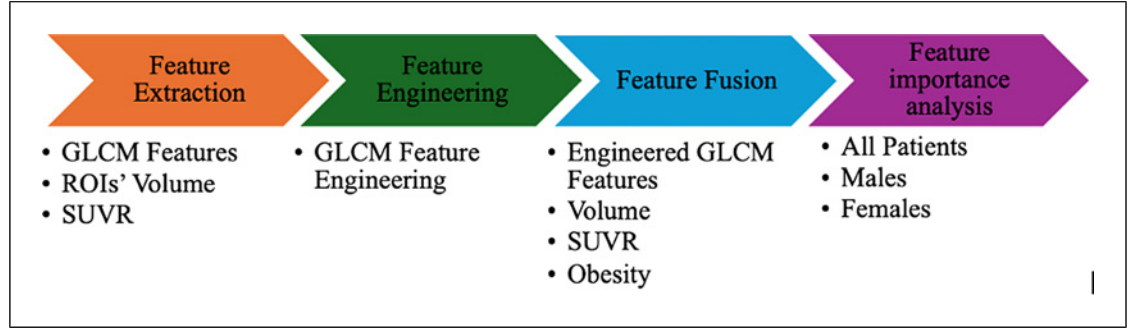 Feature
Extraction
• GLCM Features
• ROIs’ Volume
• SUVR
Feature
Engineering
• GLCM Feature
Engineering
Feature Fusion
• Engineered GLCM
Features
• Volume
• SUVR
• Obesity
Feature
importance
analysis
• All Patients
• Males
• Females